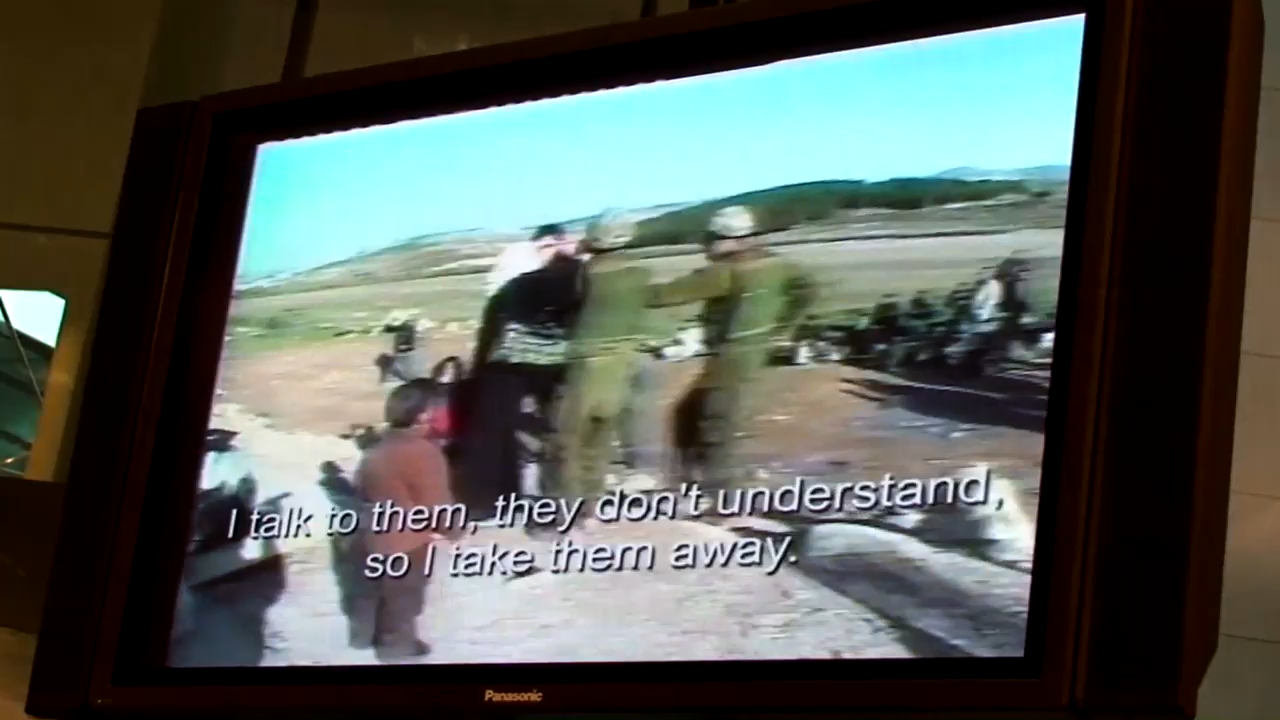 I talk to them, they don't understand,
so I take them away.
Panasonic